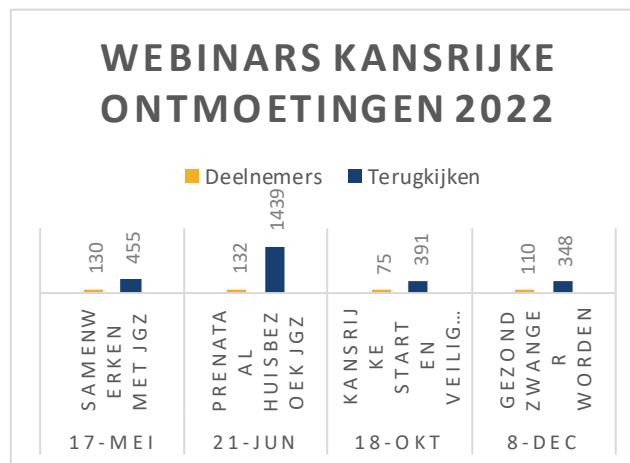 WEBINARS KANSRIJKE
ONTMOETINGEN 2022
Deelnemers Terugkijken
130
455
132
1439
75
391
110
348
SAMENW
ERKEN
MET JGZ
PRENATA
AL
HUISBEZ
OEK JGZ
KANSRIJ
KE
START
EN
VEILIG…
GEZOND
ZWANGE
R
WORDEN
17-MEI
21-JUN
18-OKT
8-DEC